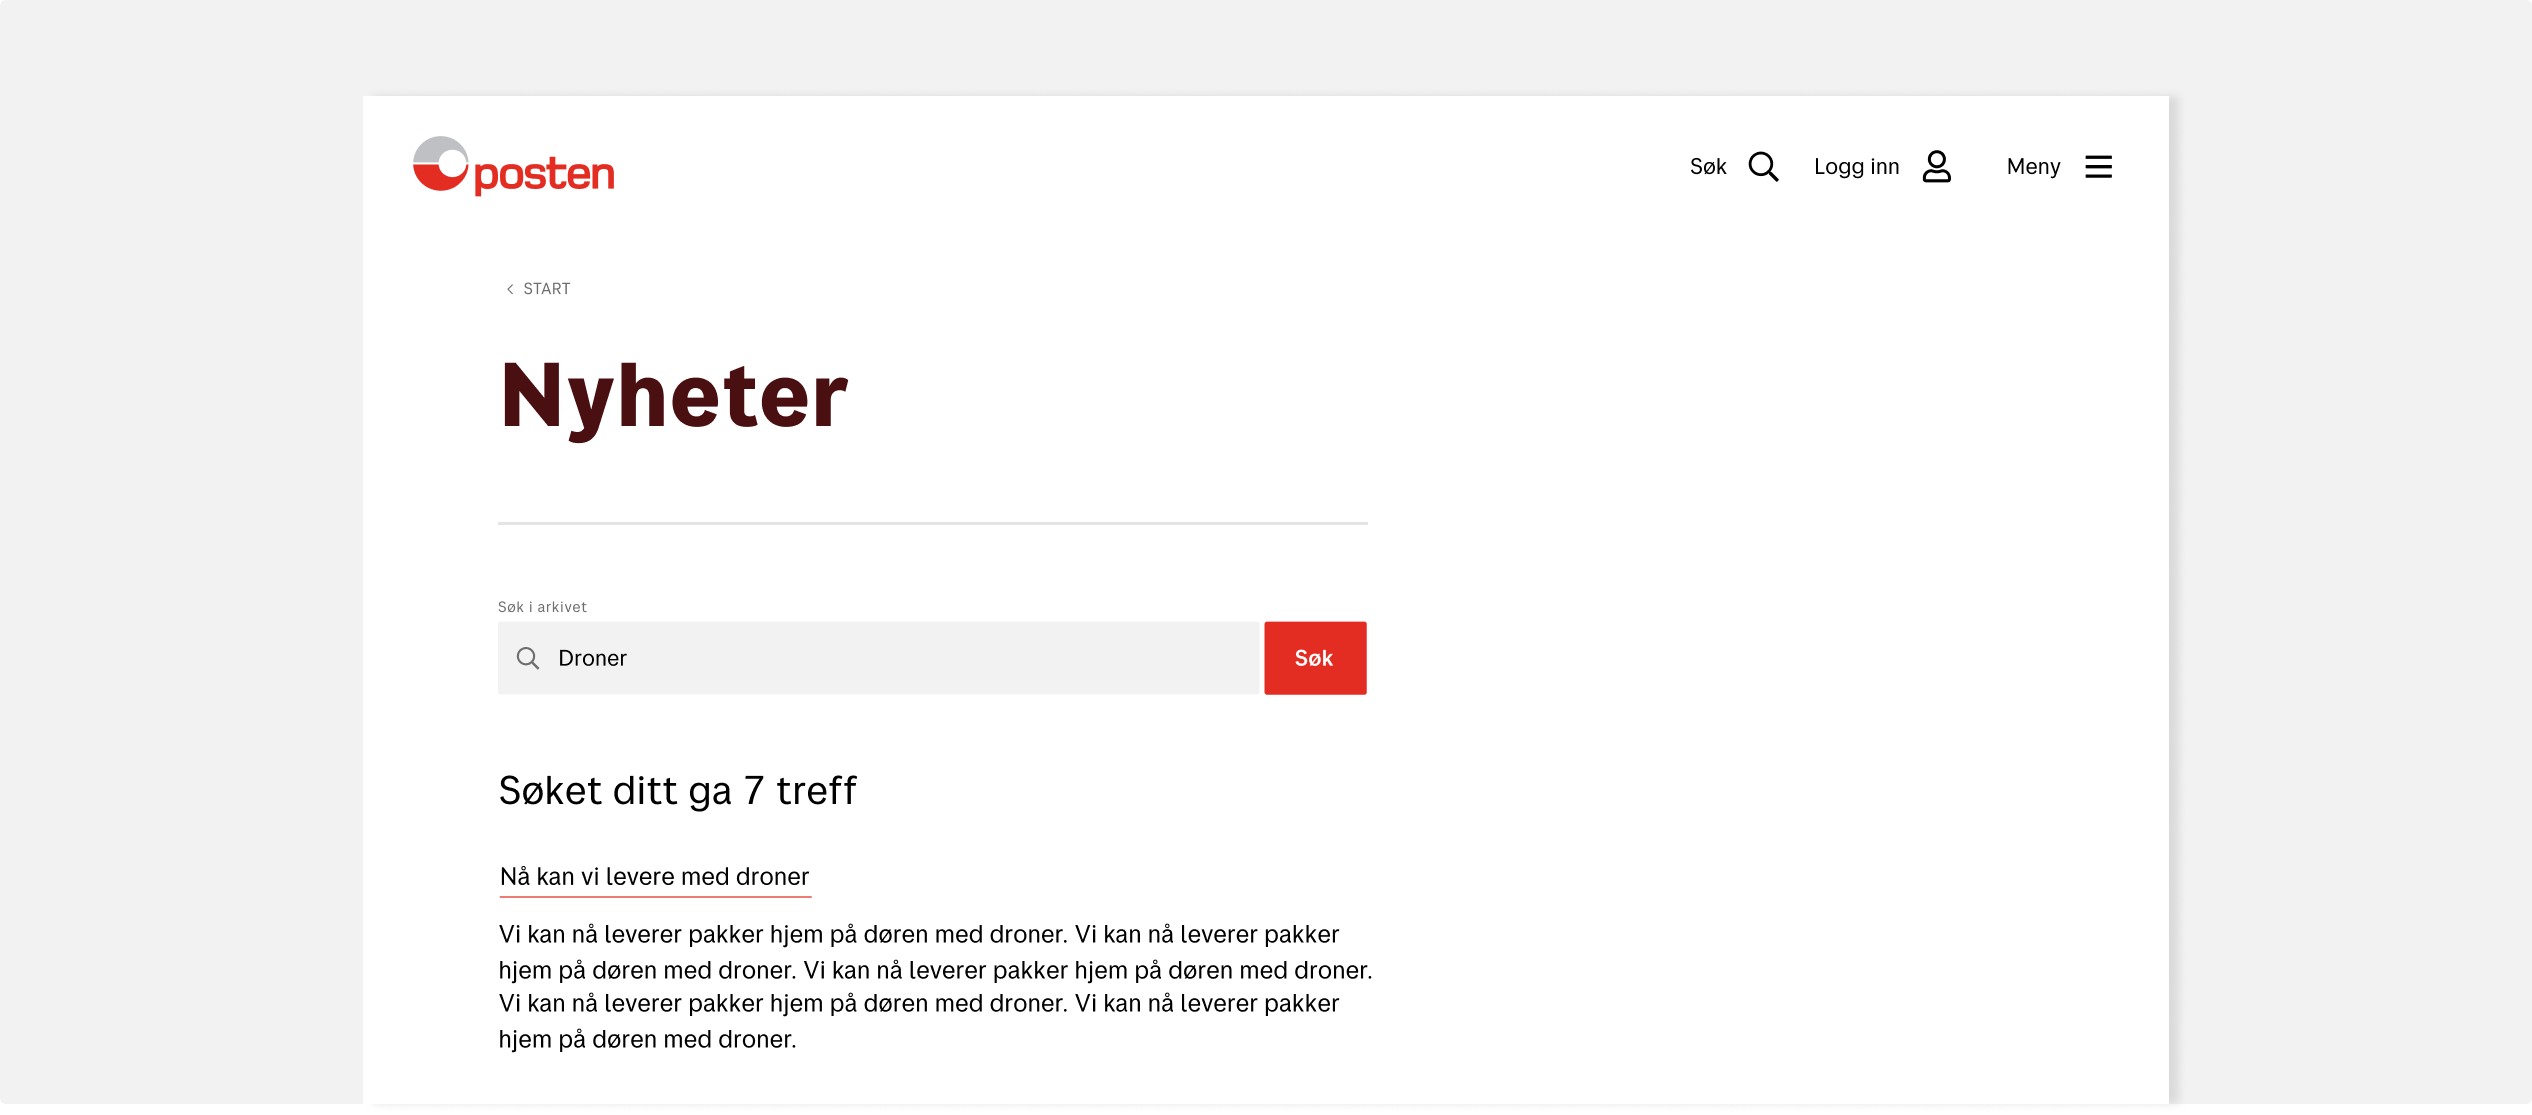 posten
Søk
Logg inn
Meny
START
Nyheter
Søk i arkivet
Droner
Søk
Søket ditt ga 7 treff
Nå kan vi levere med droner
Vi kan nå leverer pakker hjem på døren med droner. Vi kan nå leverer pakker
hjem på døren med droner. Vi kan nå leverer pakker hjem på døren med droner.
Vi kan nå leverer pakker hjem på døren med droner. Vi kan nå leverer pakker
hjem på døren med droner.